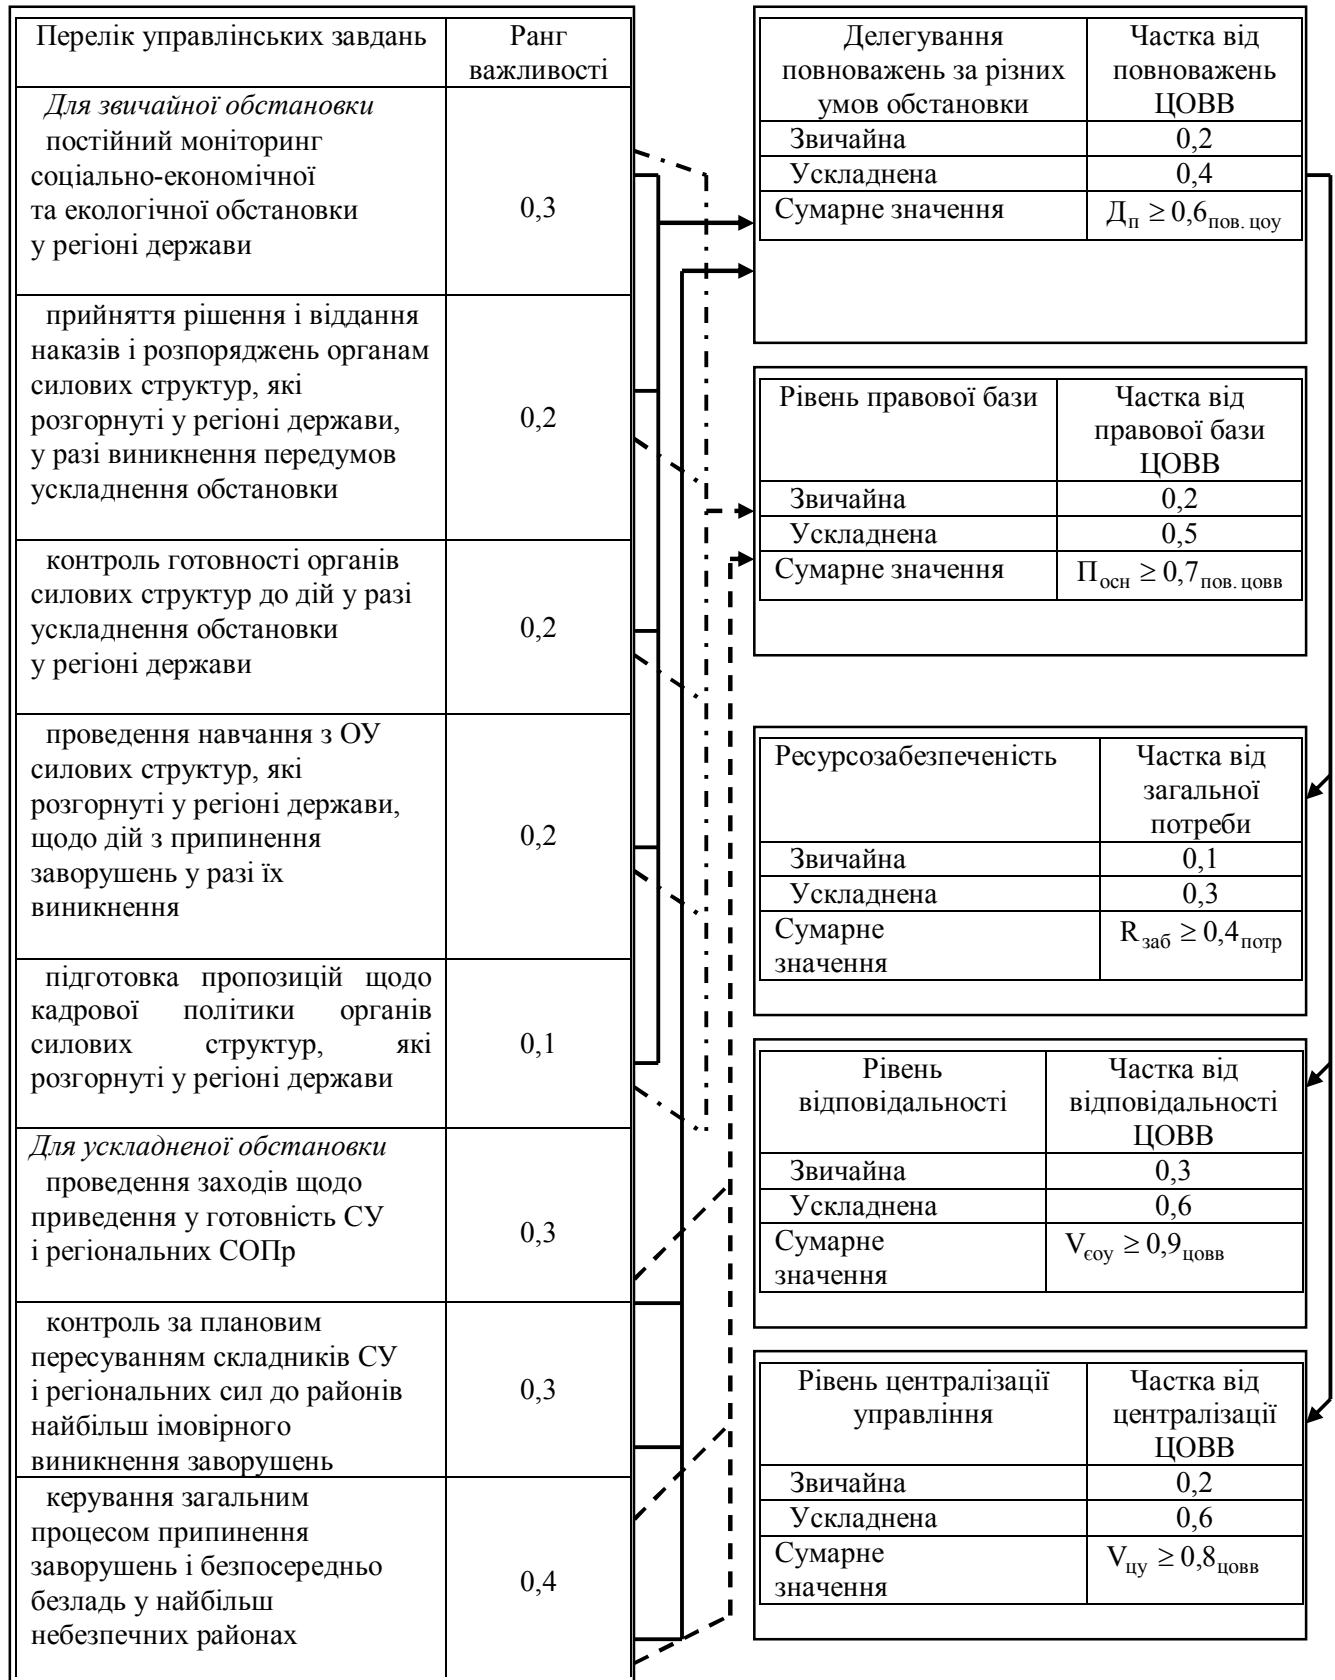 Перелік управлінських завдань
Ранг
важливості
Для звичайної обстановки
постійний моніторинг
соціально-економічної
та екологічної обстановки
у регіоні держави
0,3
прийняття рішення і віддання
наказів і розпоряджень органам
силових структур, які
розгорнуті у регіоні держави,
у разі виникнення передумов
ускладнення обстановки
0,2
контроль готовності органів
силових структур до дій у разі
ускладнення обстановки
у регіоні держави
0,2
проведення навчання з ОУ
силових структур, які
розгорнуті у регіоні держави,
щодо дій з припинення
заворушень у разі їх
виникнення
0,2
підготовка пропозицій щодо
кадрової політики органів
силових структур, які
розгорнуті у регіоні держави
0,1
Для ускладненої обстановки
проведення заходів щодо
приведення у готовність СУ
і регіональних СОПр
0,3
контроль за плановим
пересуванням складників СУ
і регіональних сил до районів
найбільш імовірного
виникнення заворушень
0,3
керування загальним
процесом припинення
заворушень і безпосередньо
безладь у найбільш
небезпечних районах
0,4
Делегування
повноважень за різних
умов обстановки
Частка від
повноважень
ЦОВВ
Звичайна 0,2
Ускладнена 0,4
Сумарне значення Дп ≥ 0,6пов. цоу
Рівень правової бази
Частка від
правової бази
ЦОВВ
Звичайна 0,2
Ускладнена 0,5
Сумарне значення Посн ≥ 0,7пов. цовв
Ресурсозабезпеченість
Частка від
загальної
потреби
Звичайна 0,1
Ускладнена 0,3
Сумарне
значення
Rзаб ≥ 0,4потр
Рівень
відповідальності
Частка від
відповідальності
ЦОВВ
Звичайна 0,3
Ускладнена 0,6
Сумарне
значення
Vєоу ≥ 0,9цовв
Рівень централізації
управління
Частка від
централізації
ЦОВВ
Звичайна 0,2
Ускладнена 0,6
Сумарне
значення
Vцу ≥ 0,8цовв